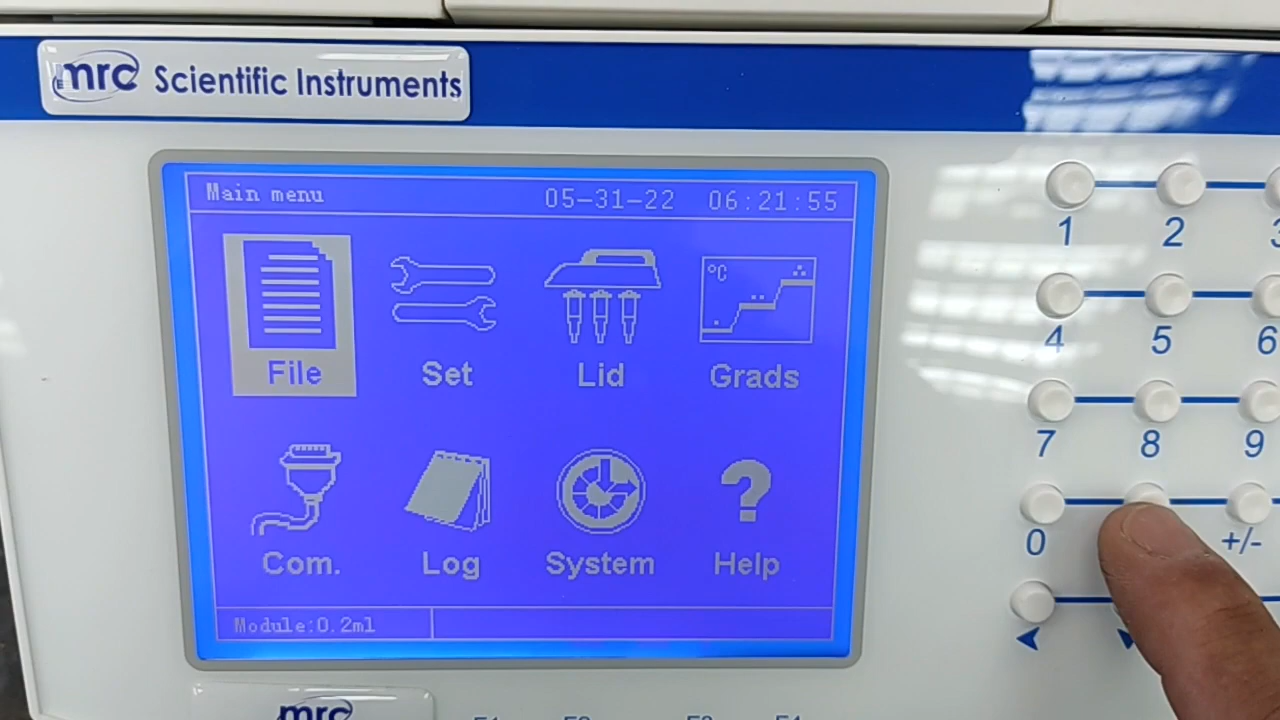 mrc Scientific Instruments
Main menu 05-31-22 06:21:55
File Set Lid Grads
°C
Com. Log System Help
Module:0.2ml
1 2 3
4 5 6
7 8 9
0 +/-
mrc